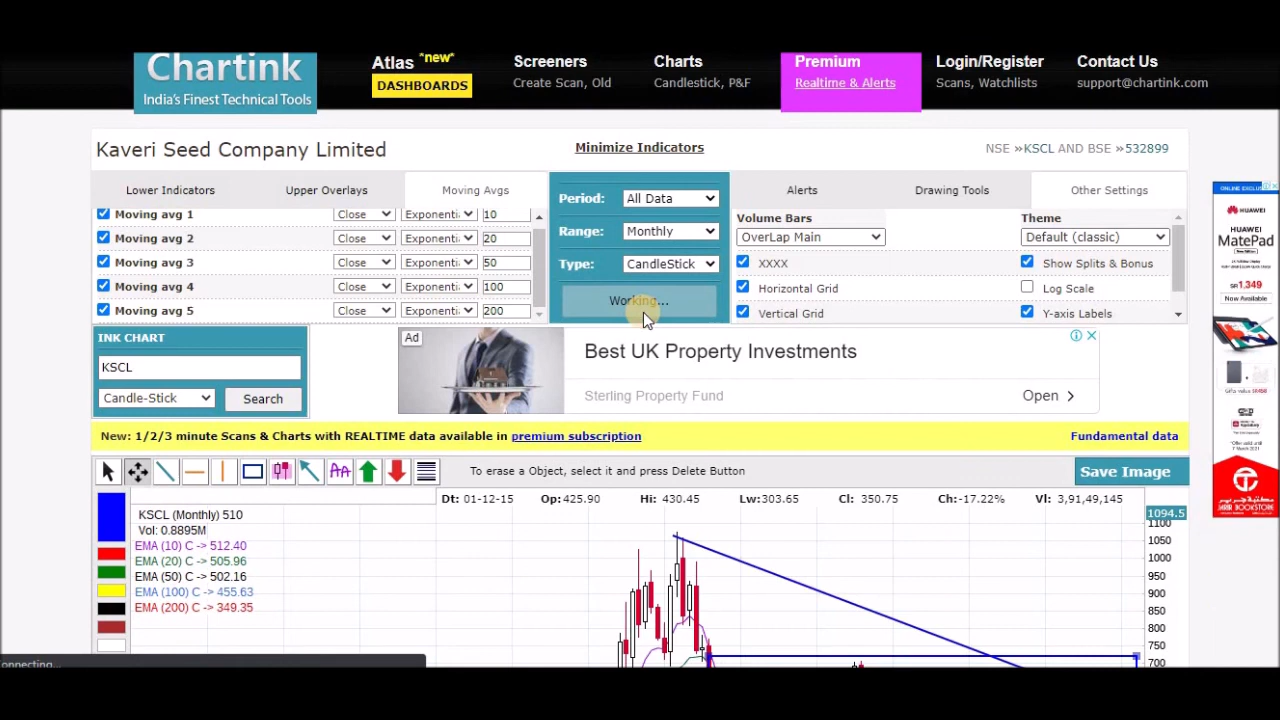 Chartink
India's Finest Technical Tools
Atlas *new*
DASHBOARDS
Screeners
Create Scan, Old
Charts
Candlestick, P&F
Premium
Realtime & Alerts
Login/Register
Scans, Watchlists
Contact Us
support@chartink.com
Kaveri Seed Company Limited
Minimize Indicators
NSE »KSCL AND BSE »532899
Lower Indicators
Upper Overlays
Moving Avgs
Moving avg 1 Close Exponenti 10
Moving avg 2 Close Exponenti 20
Moving avg 3 Close Exponenti 50
Moving avg 4 Close Exponenti 100
Moving avg 5 Close Exponenti 200
Period: All Data
Range: Monthly
Type: CandleStick
Working...
Alerts
Drawing Tools
Other Settings
Volume Bars
OverLap Main
XXXX
Horizontal Grid
Vertical Grid
Theme
Default (classic)
Show Splits & Bonus
Log Scale
Y-axis Labels
INK CHART
KSCL
Candle-Stick
Search
Ad
Best UK Property Investments
Sterling Property Fund
Open
HUAWEI
MatePad
New Edition
SR1,349
Now Available
JARIR BOOKSTORE
New: 1/2/3 minute Scans & Charts with REALTIME data available in premium subscription
Fundamental data
To erase a Object, select it and press Delete Button
Save Image
Dt: 01-12-15 Op:425.90 Hi: 430.45 Lw:303.65 Cl: 350.75 Ch:-17.22% Vl: 3,91,49,145
KSCL (Monthly) 510
Vol: 0.8895M
EMA (10) C -> 512.40
EMA (20) C -> 505.96
EMA (50) C -> 502.16
EMA (100) C -> 455.63
EMA (200) C -> 349.35
1094.5
1100
1050
1000
950
900
850
800
750
700
onnecting...